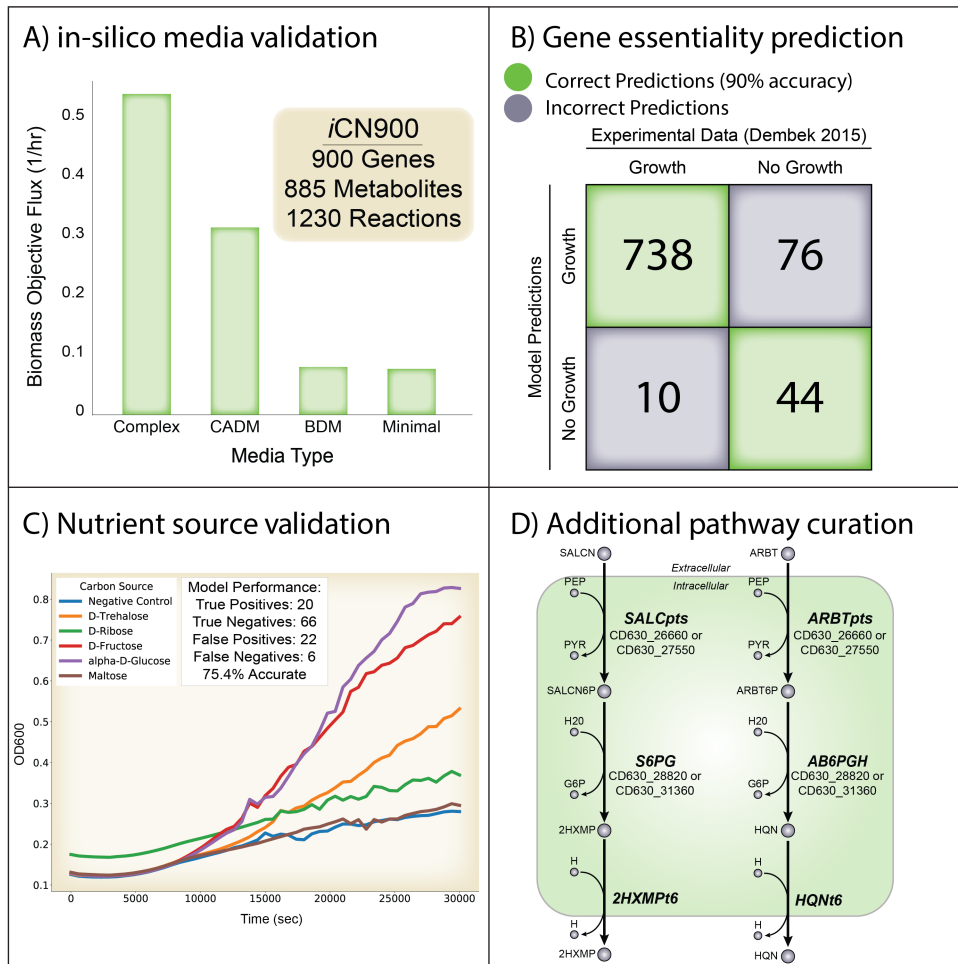 A) in-silico media validation
Biomass Objective Flux (1/hr)
0.5
0.4
0.3
0.2
0.1
0
Complex
CADM
BDM
Minimal
Media Type
iCN900
900 Genes
885 Metabolites
1230 Reactions
B) Gene essentiality prediction
Correct Predictions (90% accuracy)
Incorrect Predictions
Experimental Data (Dembek 2015)
Growth
No Growth
Model Predictions
Growth
No Growth
738
76
10
44
C) Nutrient source validation
OD600
0.8
0.7
0.6
0.5
0.4
0.3
0.2
0.1
Carbon Source
Negative Control
D-Trehalose
D-Ribose
D-Fructose
alpha-D-Glucose
Maltose
Model Performance:
True Positives: 20
True Negatives: 66
False Positives: 22
False Negatives: 6
75.4% Accurate
0
5000
10000
15000
20000
25000
30000
Time (sec)
D) Additional pathway curation
SALCN
Extracellular
Intracellular
PEP
SALCpts
CD630_26660 or
CD630_27550
PYR
SALCN6P
H20
S6PG
CD630_28820 or
CD630_31360
G6P
2HXMP
H
2HXMPt6
H
2HXMP
ARBT
PEP
ARBTpts
CD630_26660 or
CD630_27550
PYR
ARBT6P
H20
AB6PGH
CD630_28820 or
CD630_31360
G6P
HQN
H
HQNt6
H
HQN